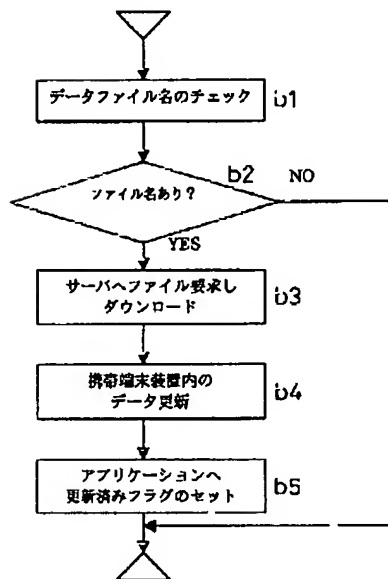 データファイル名のチェック
b1
ファイル名あり?
b2
NO
YES
サーバへファイル要求し
ダウンロード
b3
携帯端末装置内の
データ更新
b4
アプリケーションへ
更新済みフラグのセット
b5